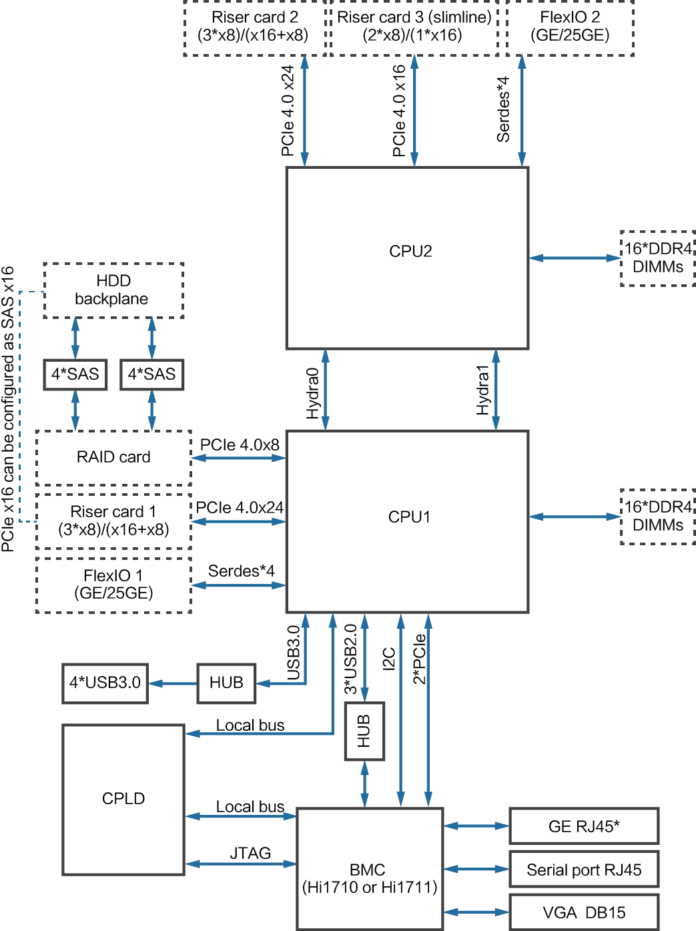 Riser card 2
(3*x8)/(x16+x8)
Riser card 3 (slimline)
(2*x8)/(1*x16)
FlexIO 2
(GE/25GE)
PCIe 4.0 x24
PCIe 4.0 x16
Serdes*4
CPU2
16*DDR4
DIMMs
HDD
backplane
PCIe x16 can be configured as SAS x16
4*SAS
4*SAS
Hydra0
Hydra1
RAID card
PCIe 4.0x8
Riser card 1
(3*x8)/(x16+x8)
PCIe 4.0x24
CPU1
16*DDR4
DIMMs
FlexIO 1
(GE/25GE)
Serdes*4
USB3.0
3*USB2.0
I2C
2*PCIe
4*USB3.0
HUB
Local bus
HUB
CPLD
Local bus
JTAG
BMC
(Hi1710 or Hi1711)
GE RJ45*
Serial port RJ45
VGA DB15